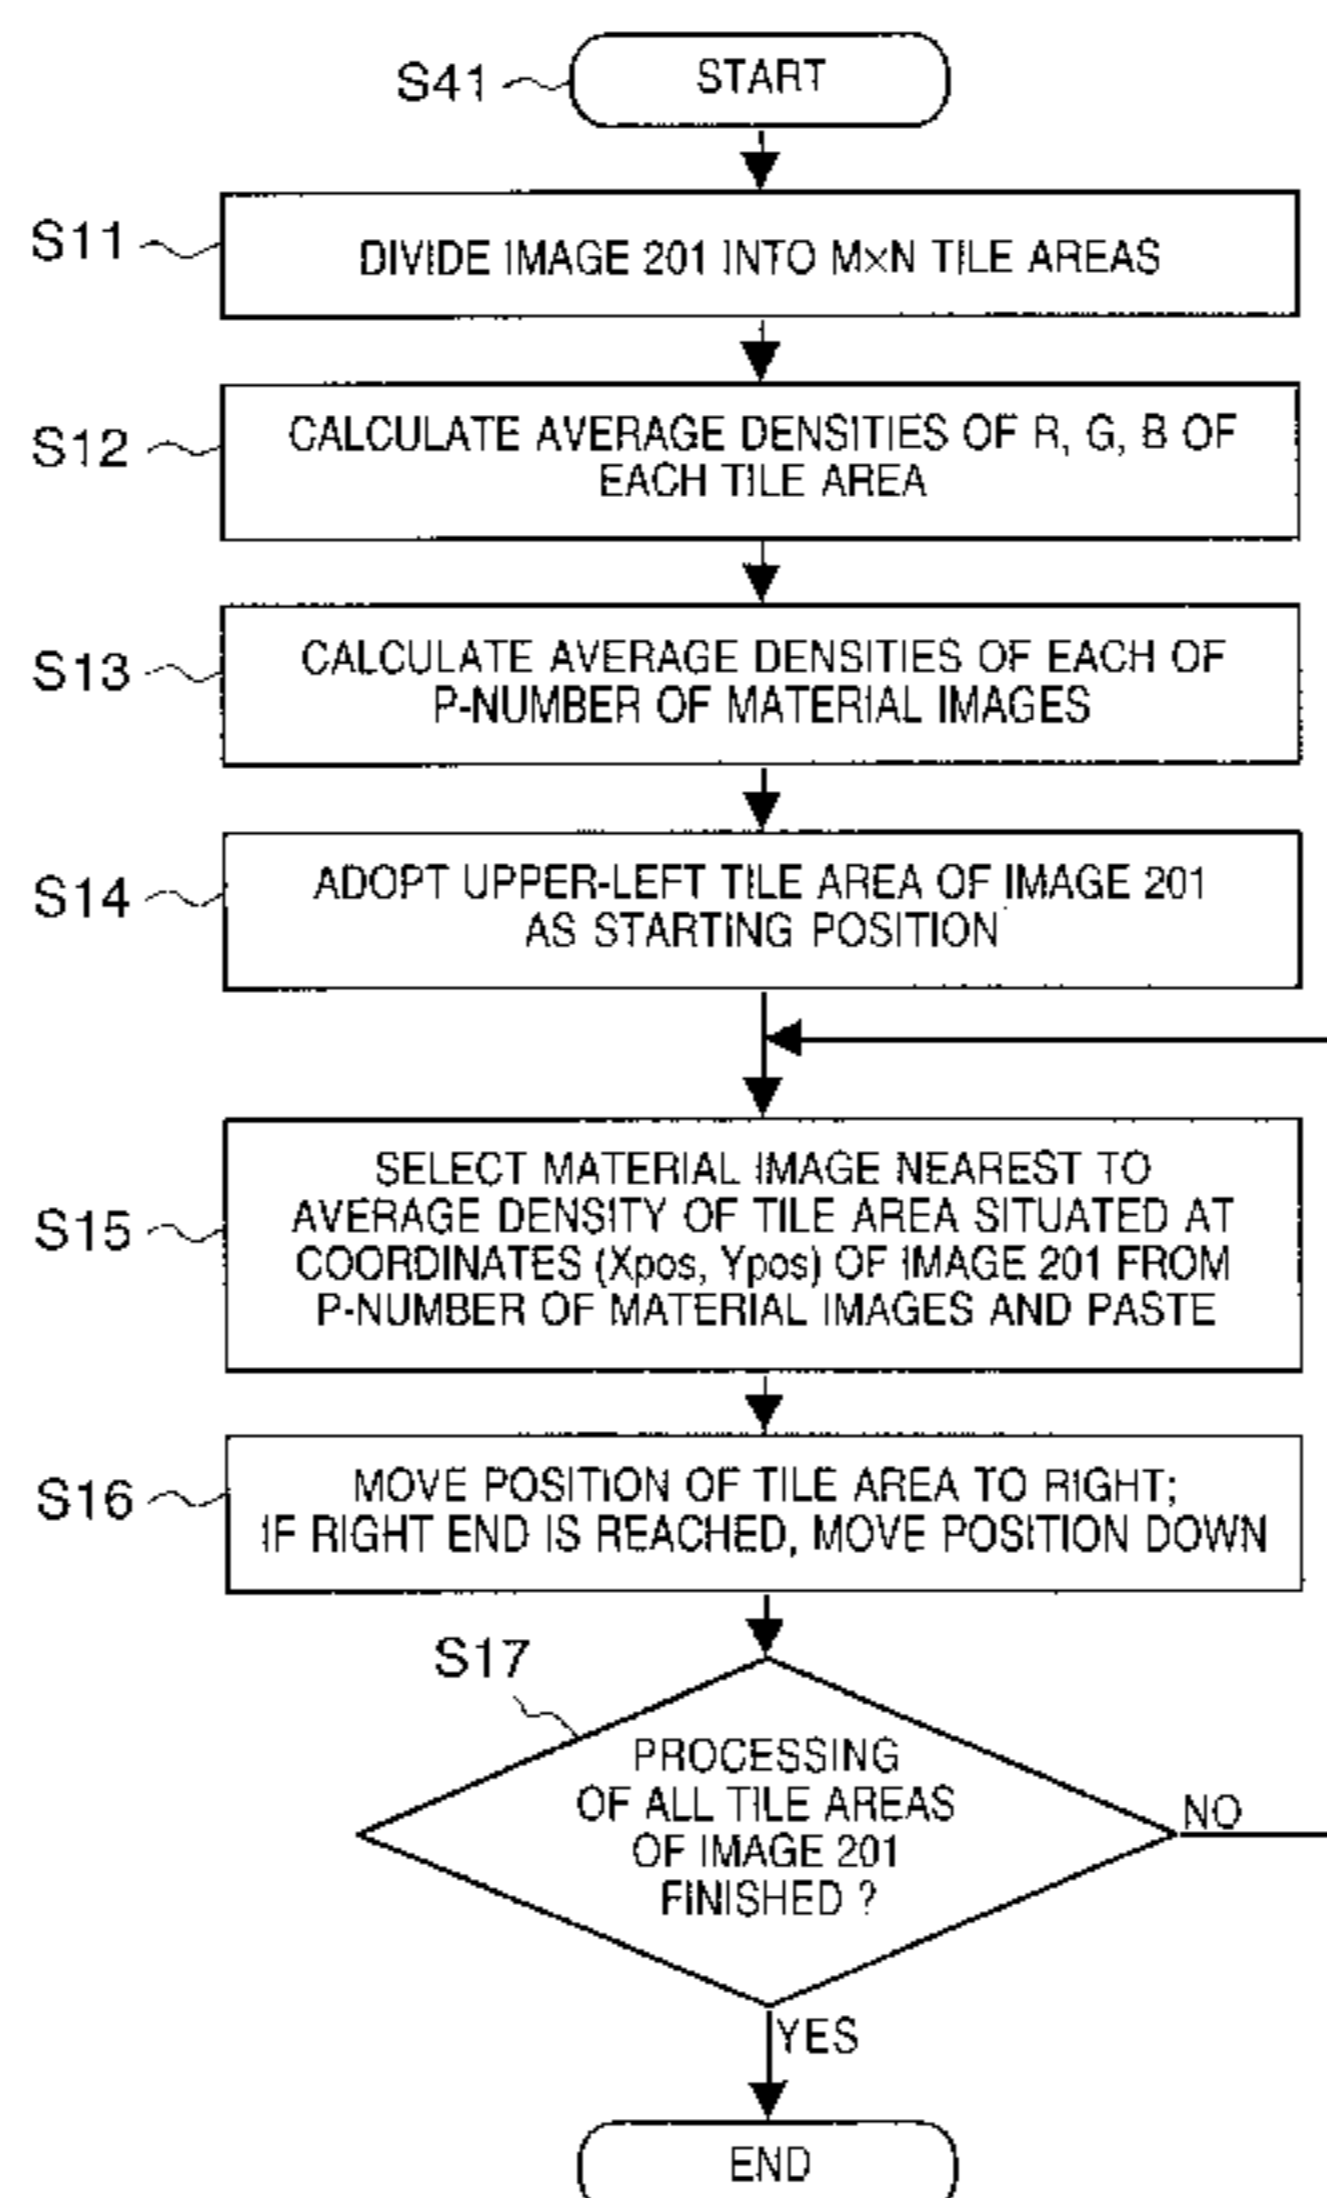 S41
START
S11
DIVIDE IMAGE 201 INTO M×N TILE AREAS
S12
CALCULATE AVERAGE DENSITIES OF R, G, B OF
EACH TILE AREA
S13
CALCULATE AVERAGE DENSITIES OF EACH OF
P-NUMBER OF MATERIAL IMAGES
S14
ADOPT UPPER-LEFT TILE AREA OF IMAGE 201
AS STARTING POSITION
S15
SELECT MATERIAL IMAGE NEAREST TO
AVERAGE DENSITY OF TILE AREA SITUATED AT
COORDINATES (Xpos, Ypos) OF IMAGE 201 FROM
P-NUMBER OF MATERIAL IMAGES AND PASTE
S16
MOVE POSITION OF TILE AREA TO RIGHT;
IF RIGHT END IS REACHED, MOVE POSITION DOWN
S17
PROCESSING
OF ALL TILE AREAS
OF IMAGE 201
FINISHED ?
NO
YES
END